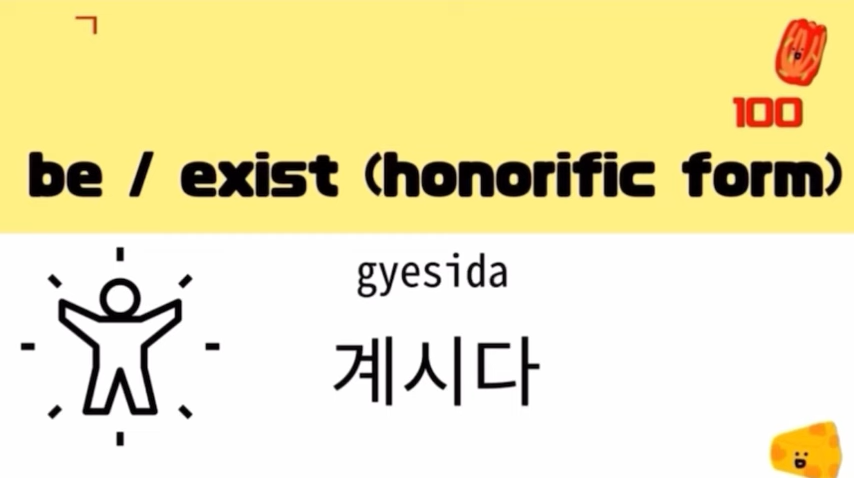 ㄱ
100
be / exist (honorific form)
gyesida
계시다